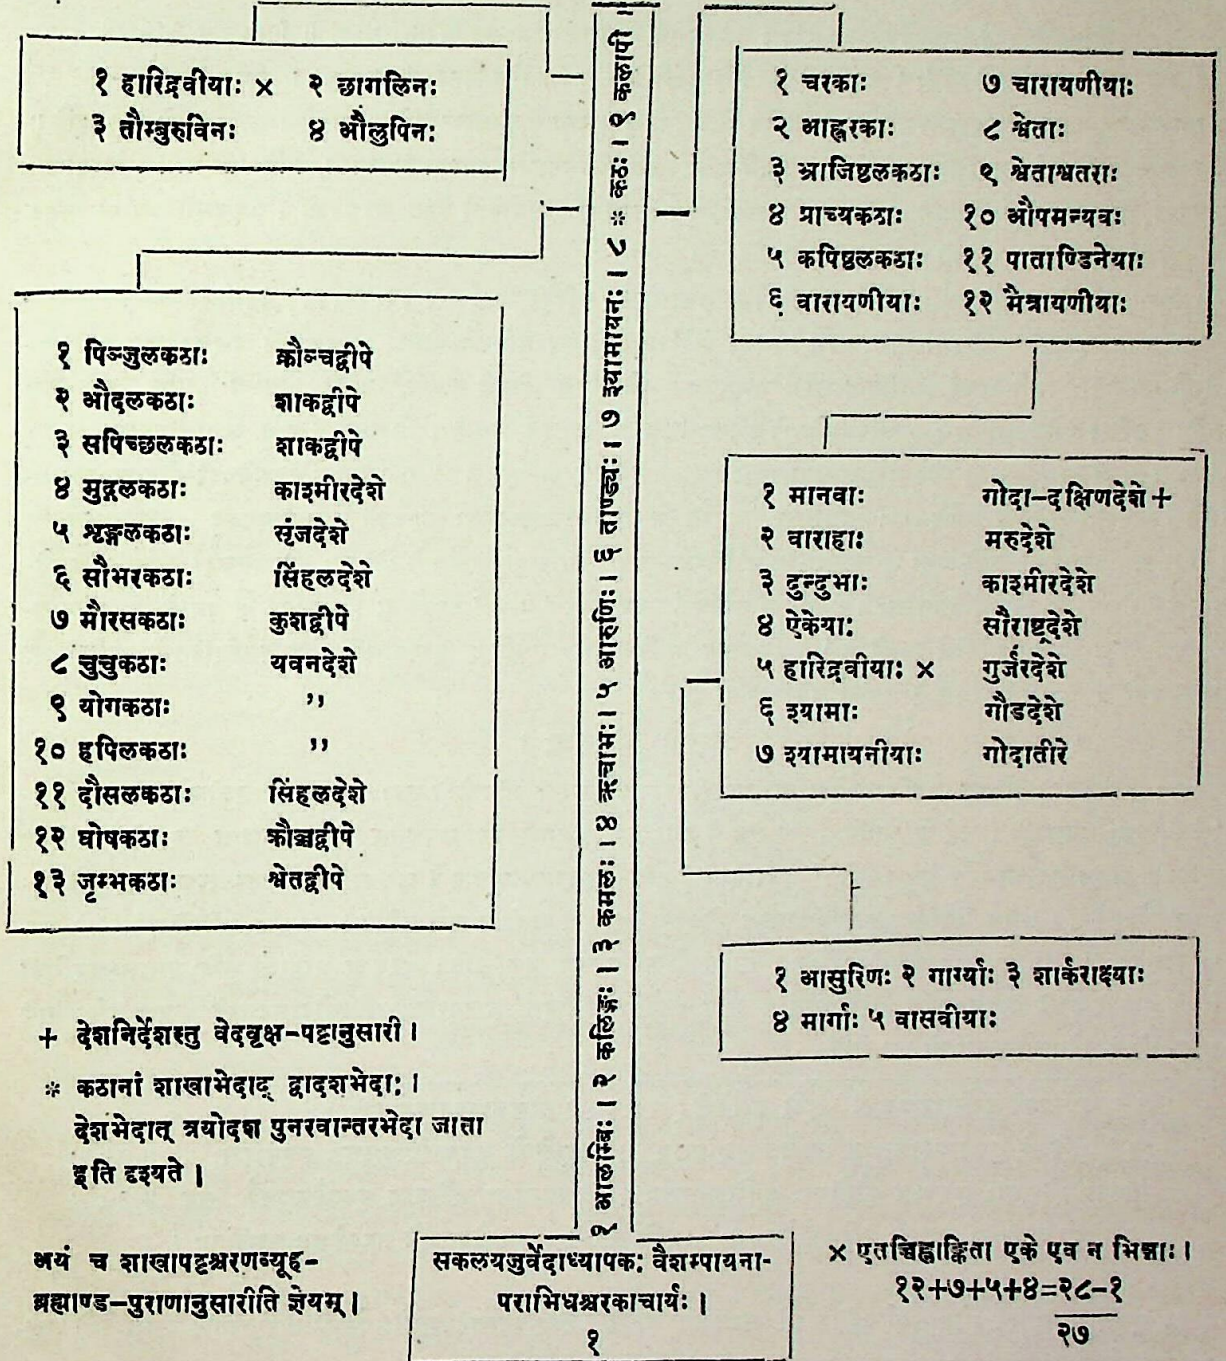 १ हारिद्रवीयाः × २ छागलिनः
३ तौम्बुरुविनः ४ औलुपिनः
१ चरकाः ७ चारायणीयाः
२ आह्वरकाः ८ श्वेताः
३ भ्राजिष्ठलकठाः ९ श्वेताश्वतराः
४ प्राच्यकठाः १० औपमन्यवः
५ कपिष्ठलकठाः ११ पाताण्डिनेयाः
६ वारायणीयाः १२ मैत्रायणीयाः
१ पिञ्जुलकठाः क्रौञ्चद्वीपे
२ औदलकठाः शाकद्वीपे
३ सपिच्छलकठाः शाकद्वीपे
४ मुद्गलकठाः काश्मीरदेशे
५ शृङ्गलकठाः सृंजदेशे
६ सौभरकठाः सिंहलदेशे
७ मौरसकठाः कुशद्वीपे
८ चुचुकठाः यवनदेशे
९ योगकठाः ,,
१० हपिलकठाः ,,
११ दौसलकठाः सिंहलदेशे
१२ घोषकठाः क्रौञ्चद्वीपे
१३ जृम्भकठाः श्वेतद्वीपे
१ मानवाः गोदा-दक्षिणदेशे +
२ वाराहाः मरुदेशे
३ दुन्दुभाः काश्मीरदेशे
४ ऐकेयाः सौराष्ट्रदेशे
५ हारिद्रवीयाः × गुर्जरदेशे
६ श्यामाः गौडदेशे
७ श्यामायनीयाः गोदातीरे
१ आसुरिणः २ गार्ग्याः ३ शार्कराक्ष्याः
४ मार्गाः ५ वासवीयाः
१ आलम्बिः । २ कलिङ्गः । ३ कमलः । ४ ऋचाभः । ५ आरुणिः । ६ ताण्ड्यः । ७ श्यामायनः । ८ * कठः । ९ कलापी ।
+ देशनिर्देशस्तु वेदवृक्ष-पट्टानुसारी ।
* कठानां शाखाभेदाद् द्वादशभेदाः ।
देशभेदात् त्रयोदश पुनरवान्तरभेदा जाता
इति दृश्यते ।
अयं च शाखापट्टश्चरणव्यूह-
ब्रह्माण्ड-पुराणानुसारीति ज्ञेयम् ।
सकलयजुर्वेदाध्यापकः वैशम्पायना-
पराभिधश्चरकाचार्यः ।
१
× एतच्चिह्नाङ्किता एके एव न भिन्नाः ।
१२+७+५+४=२८-१
२७